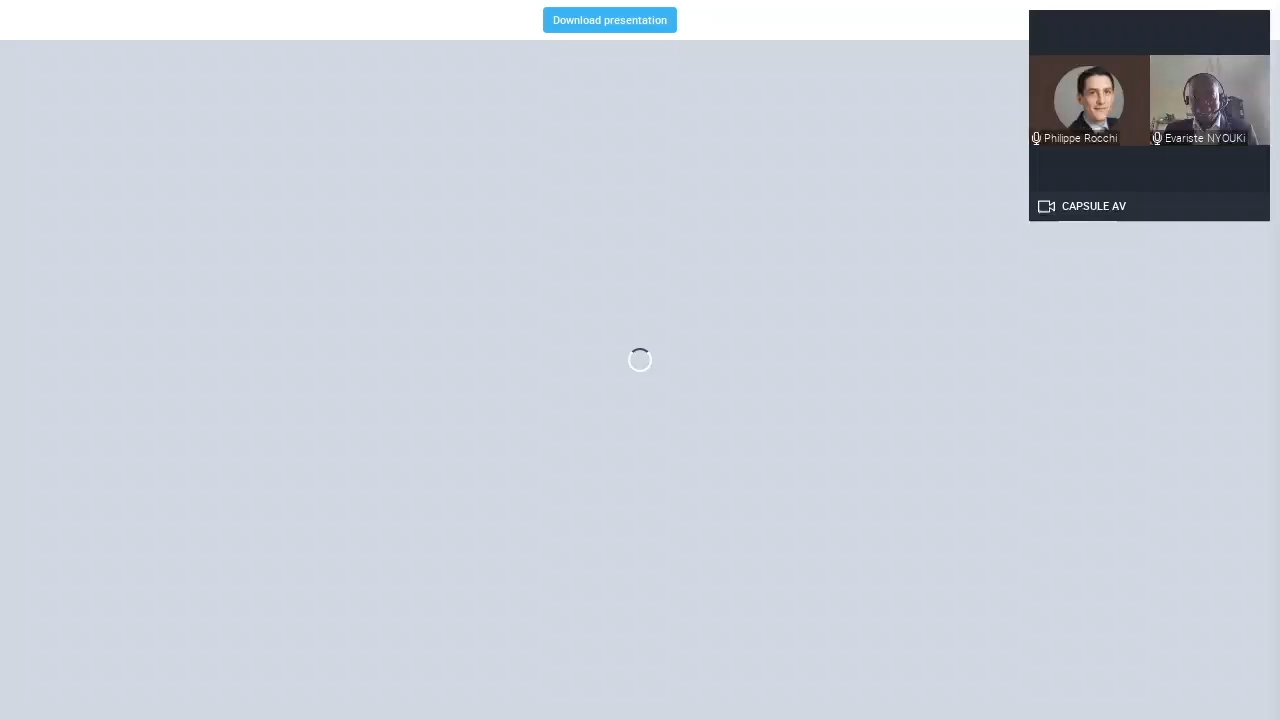 Download presentation
Philippe Rocchi
Evariste NYOUKi
CAPSULE AV